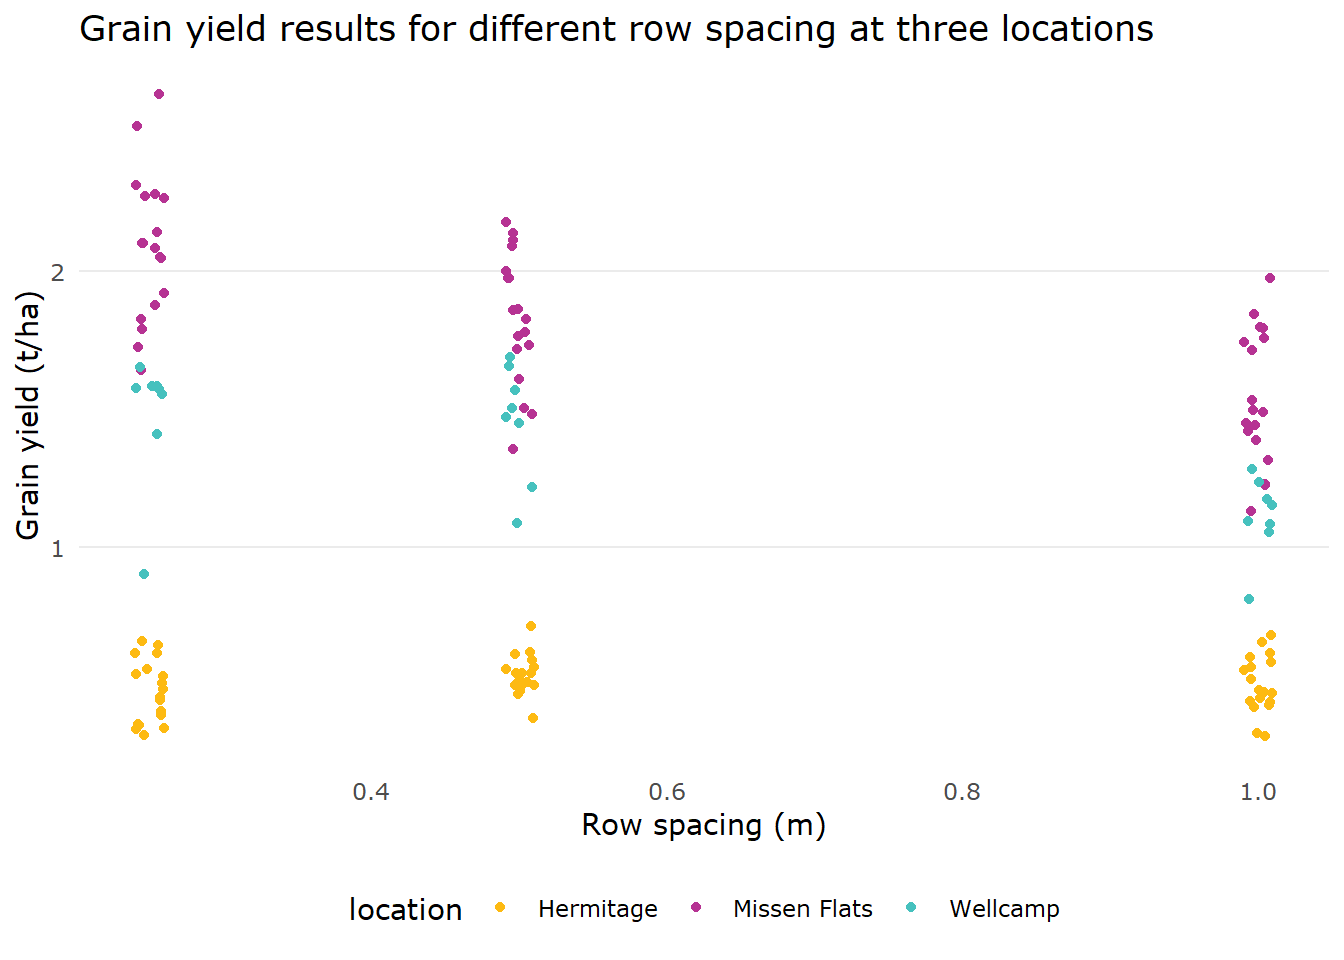 Grain yield results for different row spacing at three locations
Grain yield (t/ha)
2
1
0.4 0.6 0.8 1.0
Row spacing (m)
location Hermitage Missen Flats Wellcamp